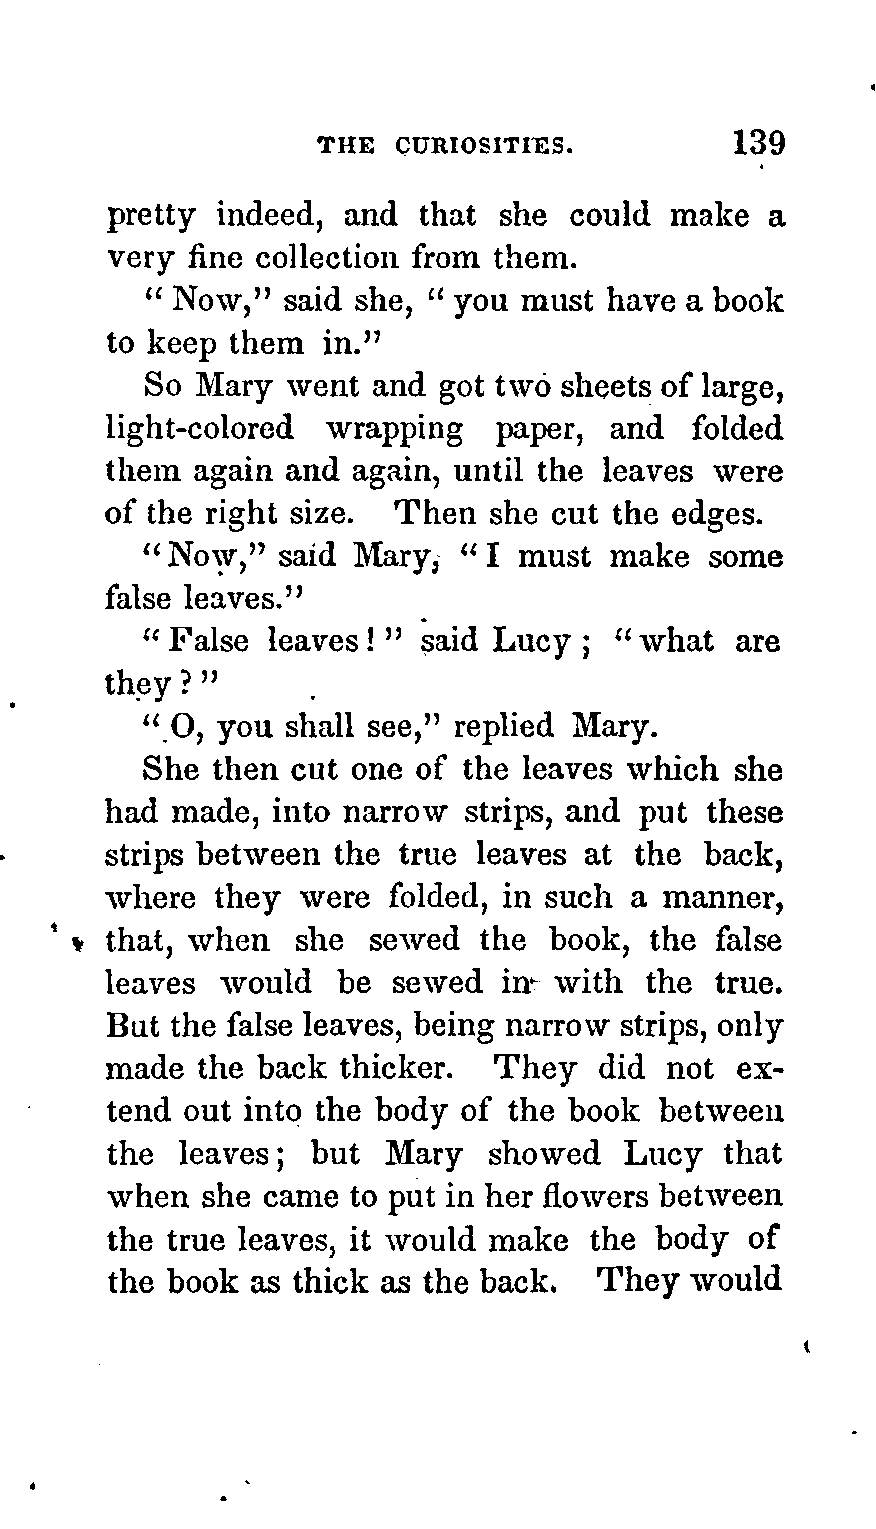 THE CURIOSITIES. 139
pretty indeed, and that she could make a
very fine collection from them.
“ Now,” said she, “ you must have a book
to keep them in.”
So Mary went and got two sheets of large,
light-colored wrapping paper, and folded
them again and again, until the leaves were
of the right size. Then she cut the edges.
“ Now,” said Mary, “ I must make some
false leaves.”
“ False leaves ! ” said Lucy ; “ what are
they ? ”
“ O, you shall see,” replied Mary.
She then cut one of the leaves which she
had made, into narrow strips, and put these
strips between the true leaves at the back,
where they were folded, in such a manner,
that, when she sewed the book, the false
leaves would be sewed in with the true.
But the false leaves, being narrow strips, only
made the back thicker. They did not ex-
tend out into the body of the book between
the leaves ; but Mary showed Lucy that
when she came to put in her flowers between
the true leaves, it would make the body of
the book as thick as the back. They would